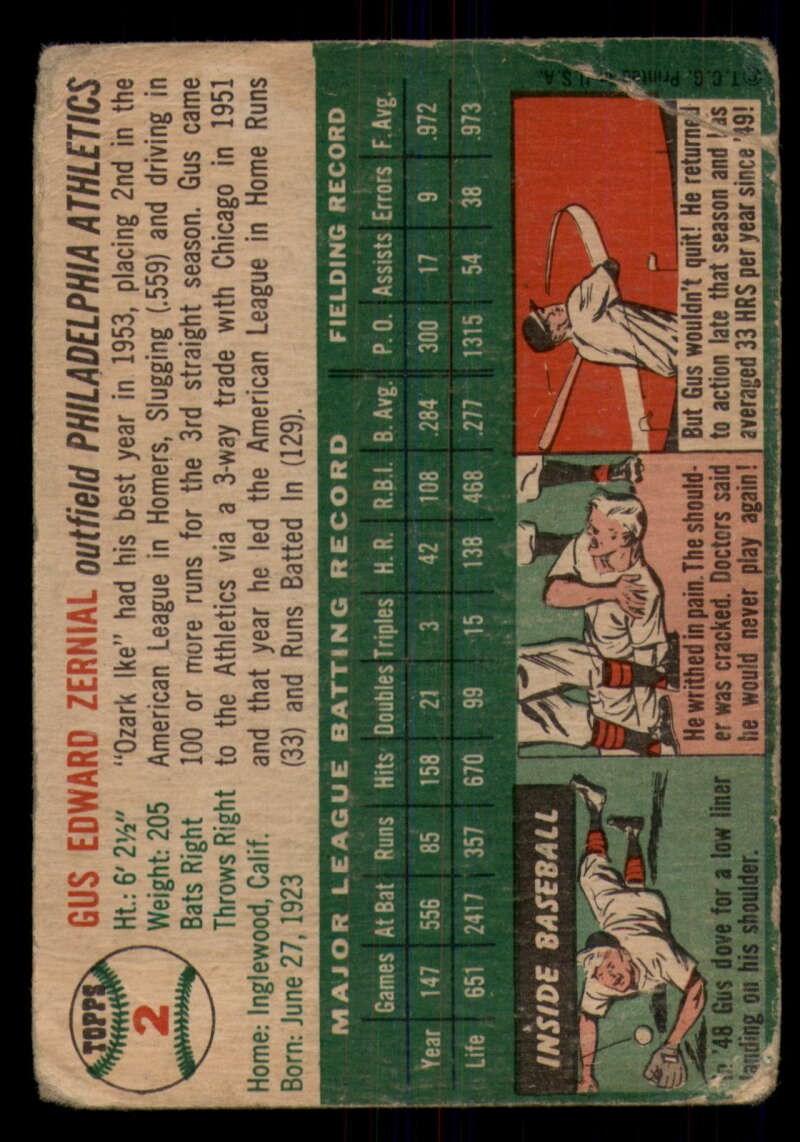 TOPPS
2
GUS EDWARD ZERNIAL outfield PHILADELPHIA ATHLETICS
Ht.: 6' 2½"
Weight: 205
Bats Right
Throws Right
Home: Inglewood, Calif.
Born: June 27, 1923
"Ozark Ike" had his best year in 1953, placing 2nd in the
American League in Homers, Slugging (.559) and driving in
100 or more runs for the 3rd straight season. Gus came
to the Athletics via a 3-way trade with Chicago in 1951
and that year he led the American League in Home Runs
(33) and Runs Batted In (129).
MAJOR LEAGUE BATTING RECORD FIELDING RECORD
Games At Bat Runs Hits Doubles Triples H. R. R.B.I. B. Avg. P. O. Assists Errors F. Avg.
Year 147 556 85 158 21 3 42 108 .284 300 17 9 .972
Life 651 2417 357 670 99 15 138 468 .277 1315 54 38 .973
INSIDE BASEBALL
In '48 Gus dove for a low liner
landing on his shoulder.
He writhed in pain. The should-
er was cracked. Doctors said
he would never play again!
But Gus wouldn't quit! He returned
to action late that season and has
averaged 33 HRS per year since '49!
© T. C. G. Printed in U.S.A.